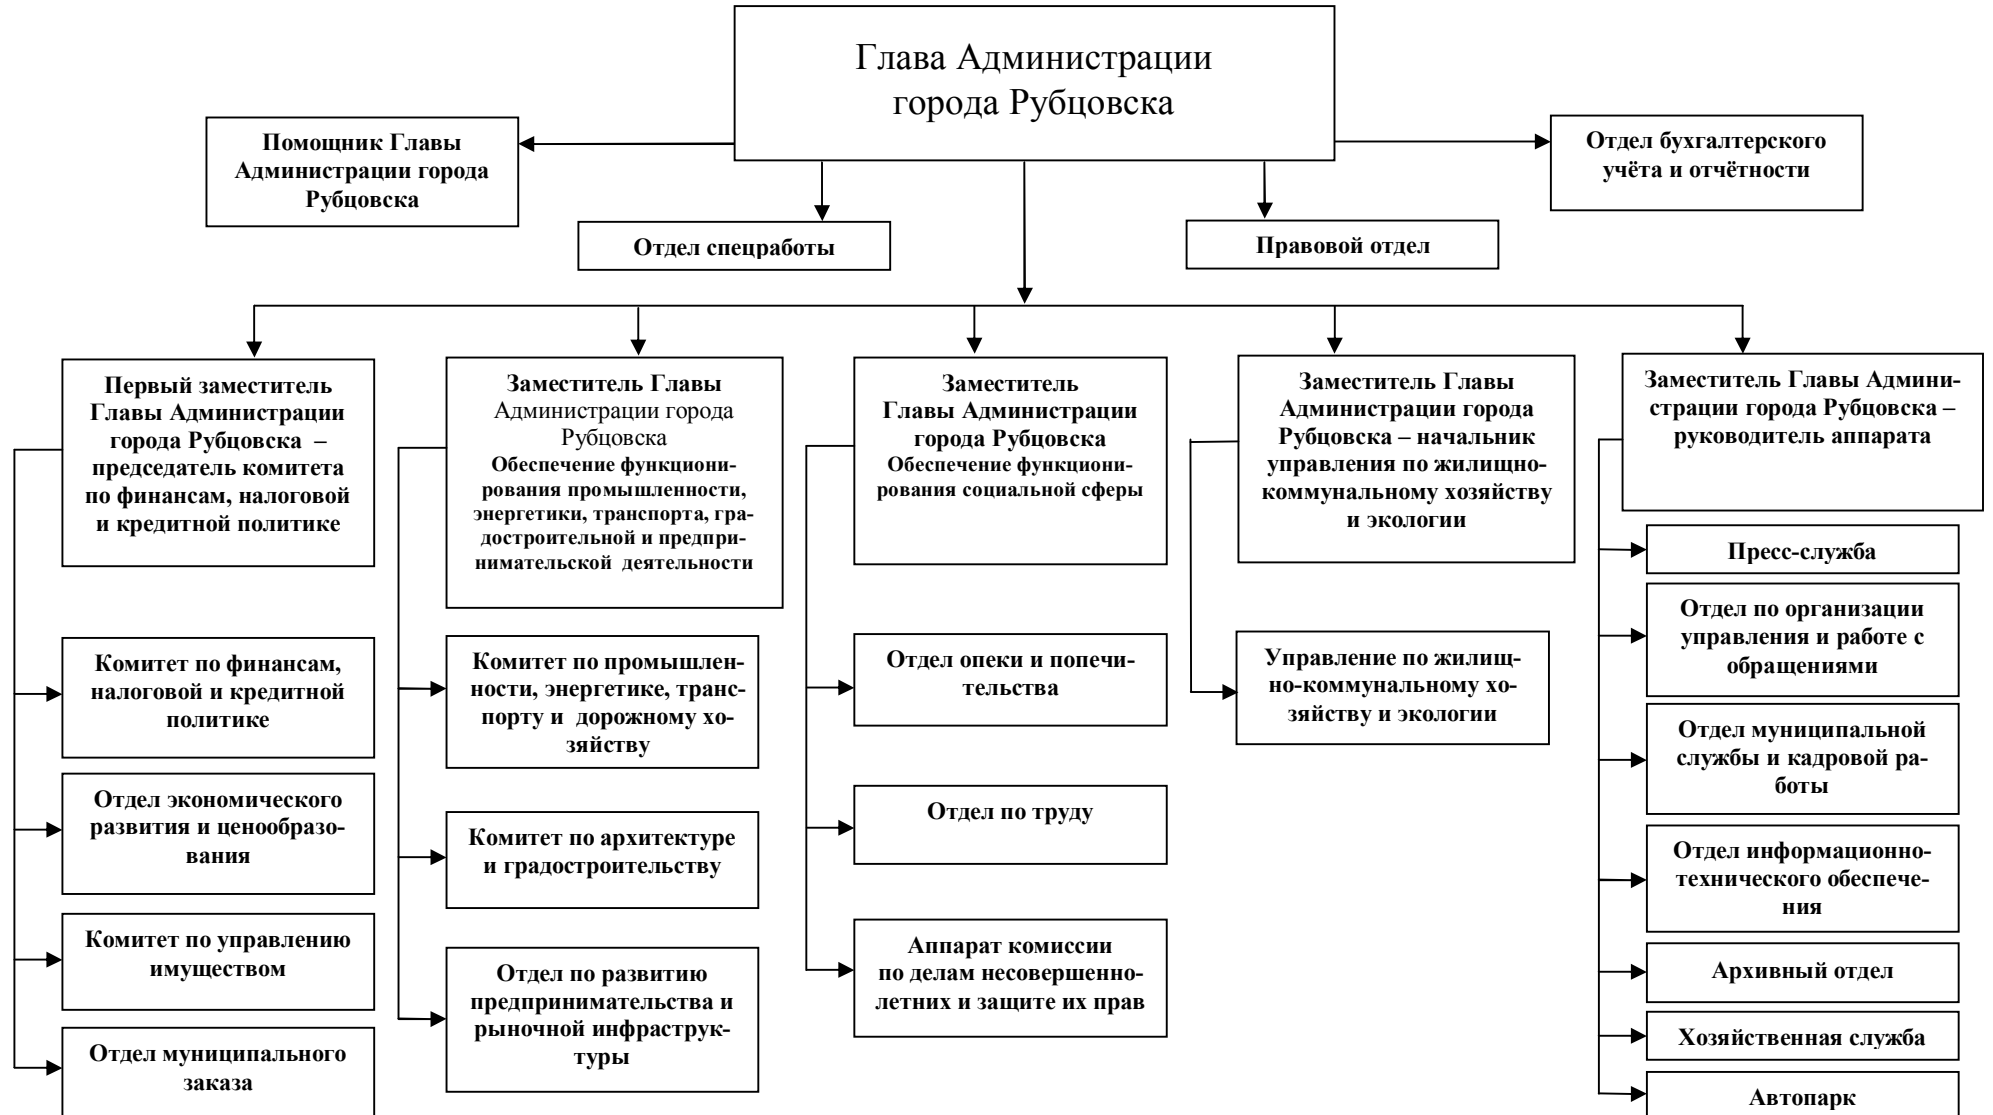 Глава Администрации
города Рубцовска
Помощник Главы
Администрации города
Рубцовска
Отдел бухгалтерского
учёта и отчётности
Отдел спецработы
Правовой отдел
Первый заместитель
Главы Администрации
города Рубцовска –
председатель комитета
по финансам, налоговой
и кредитной политике
Комитет по финансам,
налоговой и кредитной
политике
Отдел экономического
развития и ценообразо-
вания
Комитет по управлению
имуществом
Отдел муниципального
заказа
Заместитель Главы
Администрации города
Рубцовска
Обеспечение функциони-
рования промышленности,
энергетики, транспорта, гра-
достроительной и предпри-
нимательской деятельности
Комитет по промышлен-
ности, энергетике, транс-
порту и дорожному хо-
зяйству
Комитет по архитектуре
и градостроительству
Отдел по развитию
предпринимательства и
рыночной инфраструк-
туры
Заместитель
Главы Администрации
города Рубцовска
Обеспечение функциони-
рования социальной сферы
Отдел опеки и попечи-
тельства
Отдел по труду
Аппарат комиссии
по делам несовершенно-
летних и защите их прав
Заместитель Главы
Администрации города
Рубцовска – начальник
управления по жилищно-
коммунальному хозяйству
и экологии
Управление по жилищ-
но-коммунальному хо-
зяйству и экологии
Заместитель Главы Админи-
страции города Рубцовска –
руководитель аппарата
Пресс-служба
Отдел по организации
управления и работе с
обращениями
Отдел муниципальной
службы и кадровой ра-
боты
Отдел информационно-
технического обеспече-
ния
Архивный отдел
Хозяйственная служба
Автопарк